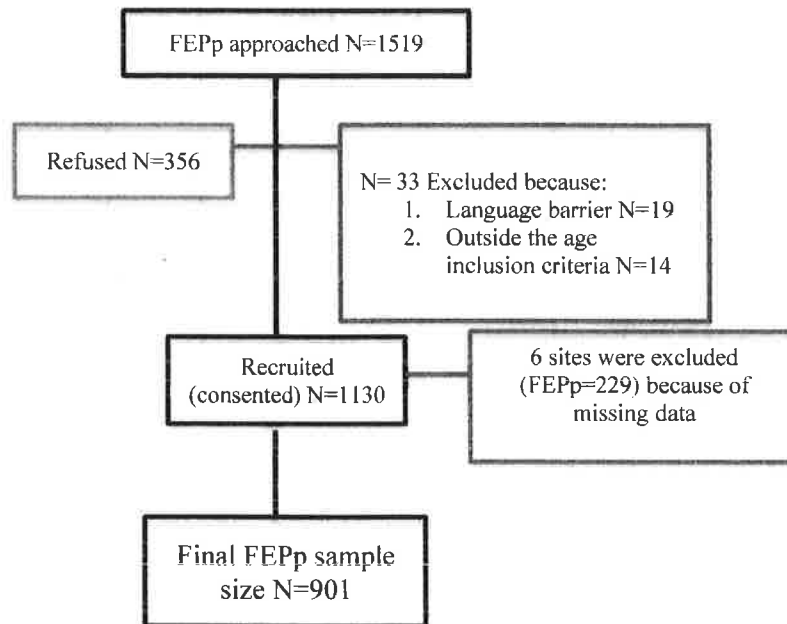 FEPp approached N=1519
Refused N=356
N= 33 Excluded because:
1. Language barrier N=19
2. Outside the age
inclusion criteria N=14
Recruited
(consented) N=1130
6 sites were excluded
(FEPp=229) because of
missing data
Final FEPp sample
size N=901